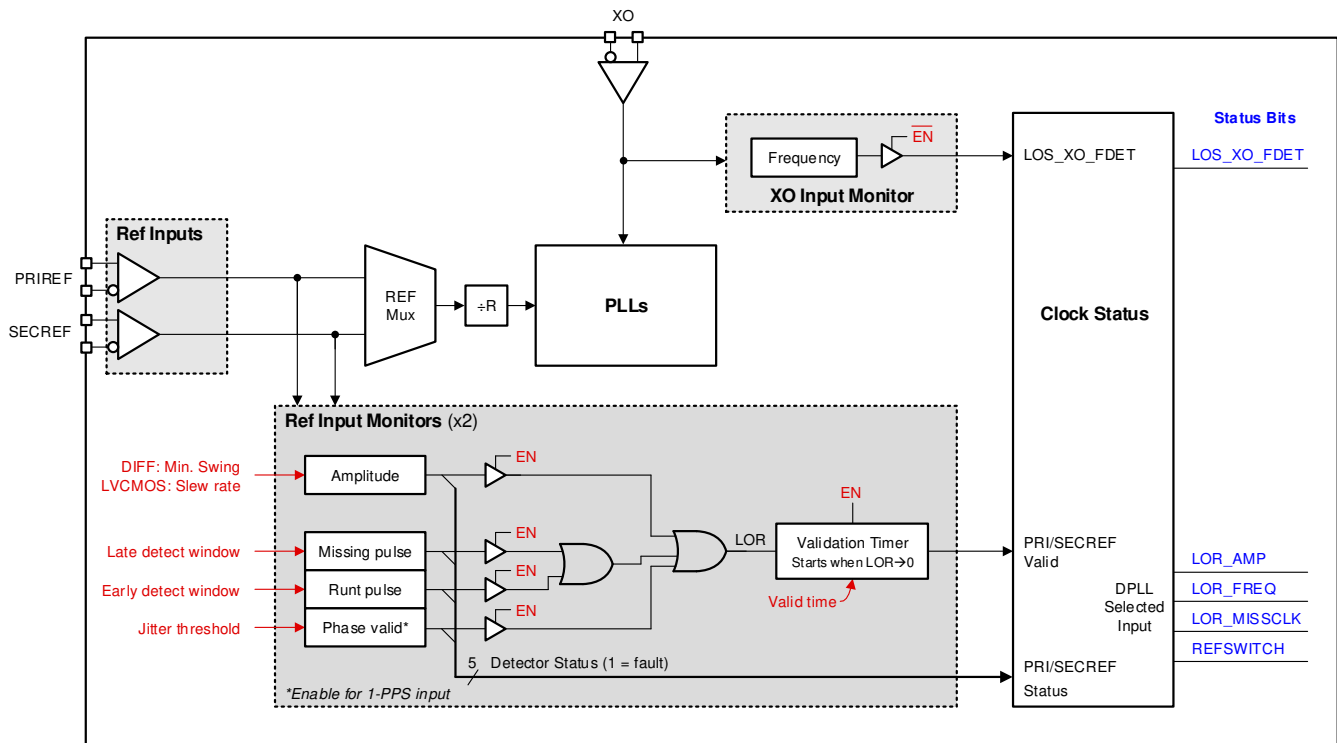 XO
EN
Status Bits
Frequency
LOS_XO_FDET
LOS_XO_FDET
XO Input Monitor
Ref Inputs
PRIREF
SECREF
REF
Mux
÷R
PLLs
Clock Status
Ref Input Monitors (x2)
DIFF: Min. Swing
LVCMOS: Slew rate
Amplitude
EN
EN
Late detect window
Missing pulse
EN
LOR
Validation Timer
Starts when LOR→0
PRI/SECREF
Valid
LOR_AMP
Early detect window
Runt pulse
EN
Valid time
DPLL
Selected
Input
LOR_FREQ
Jitter threshold
Phase valid*
EN
LOR_MISSCLK
REFSWITCH
5 Detector Status (1 = fault)
PRI/SECREF
Status
*Enable for 1-PPS input